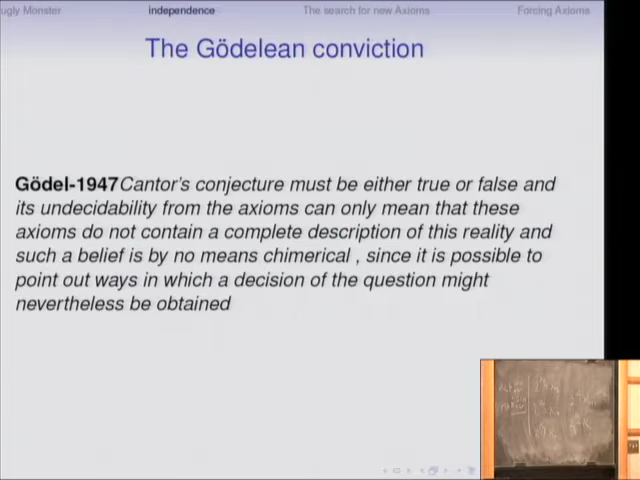 ugly Monster independence The search for new Axioms Forcing Axioms
The Gödelean conviction
Gödel-1947Cantor's conjecture must be either true or false and
its undecidability from the axioms can only mean that these
axioms do not contain a complete description of this reality and
such a belief is by no means chimerical , since it is possible to
point out ways in which a decision of the question might
nevertheless be obtained